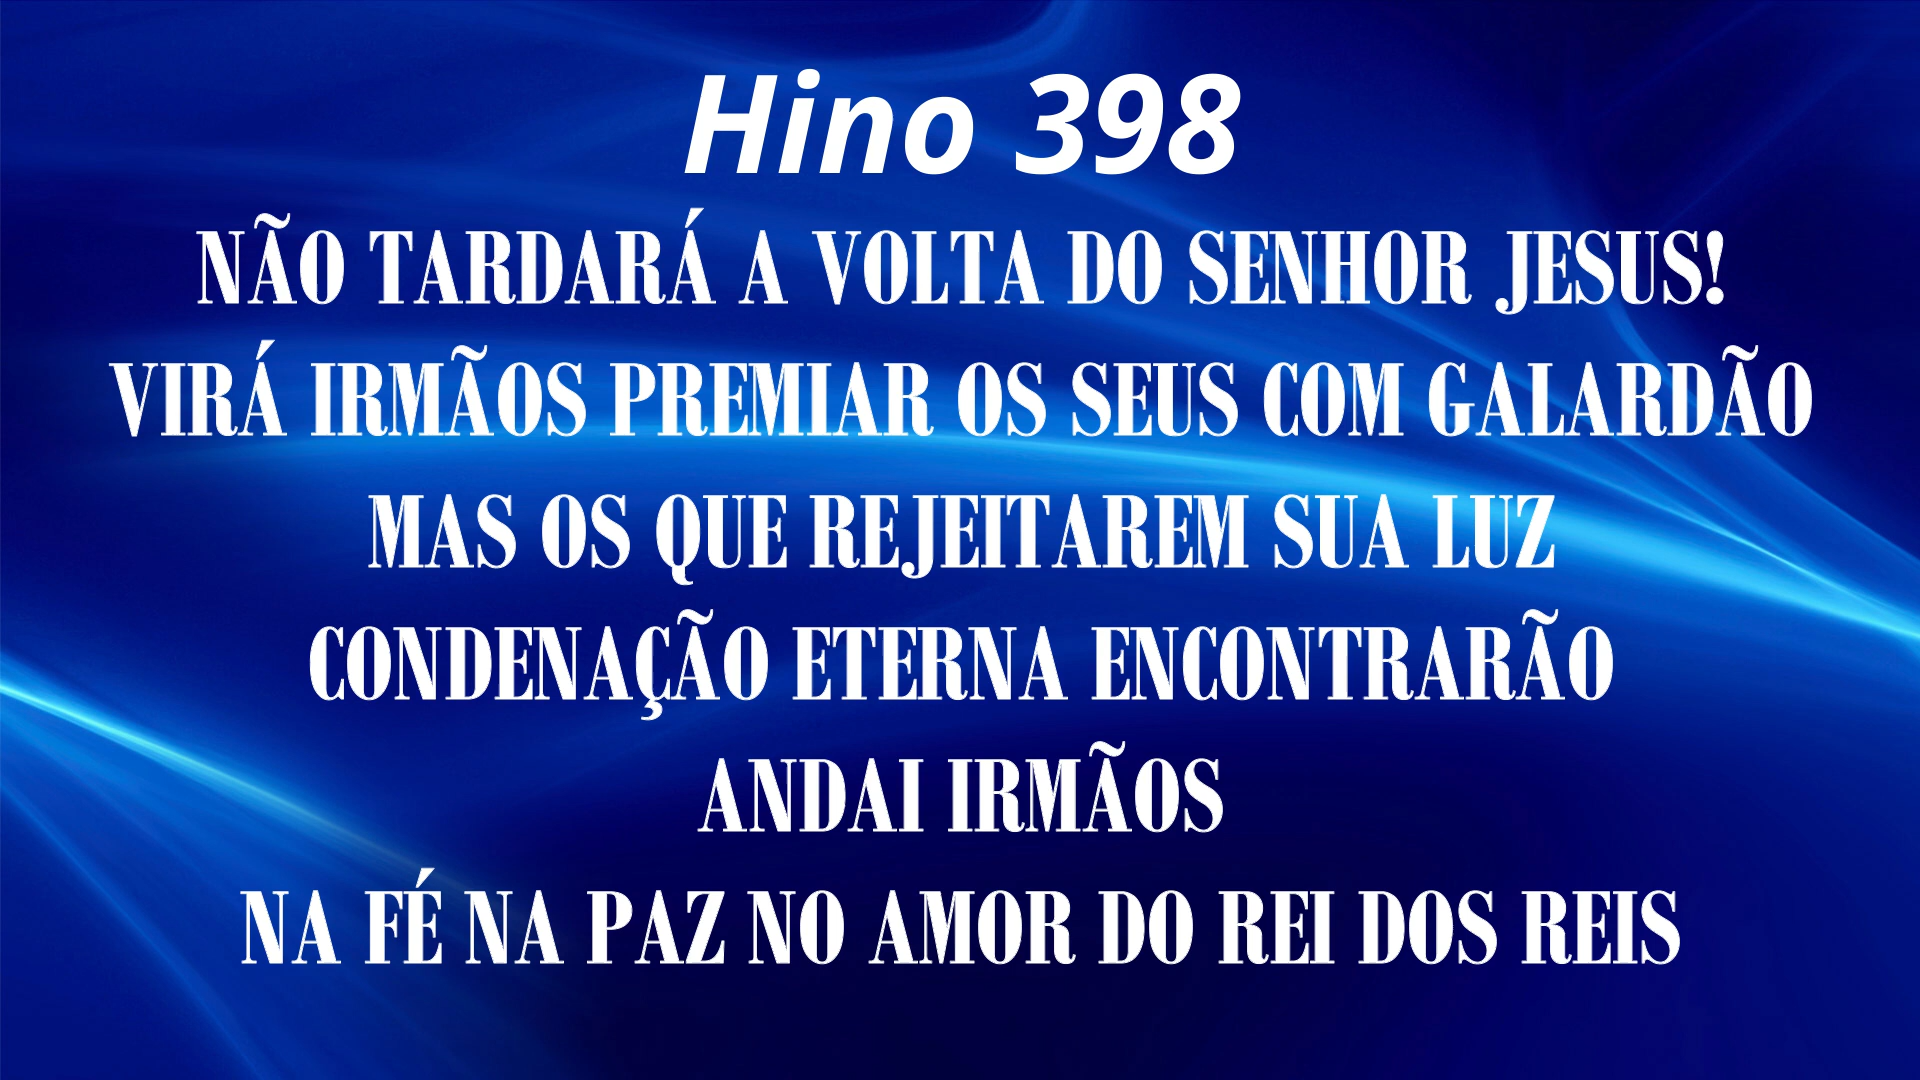 Hino 398
NÃO TARDARÁ A VOLTA DO SENHOR JESUS!
VIRÁ IRMÃOS PREMIAR OS SEUS COM GALARDÃO
MAS OS QUE REJEITAREM SUA LUZ
CONDENAÇÃO ETERNA ENCONTRARÃO
ANDAI IRMÃOS
NA FÉ NA PAZ NO AMOR DO REI DOS REIS